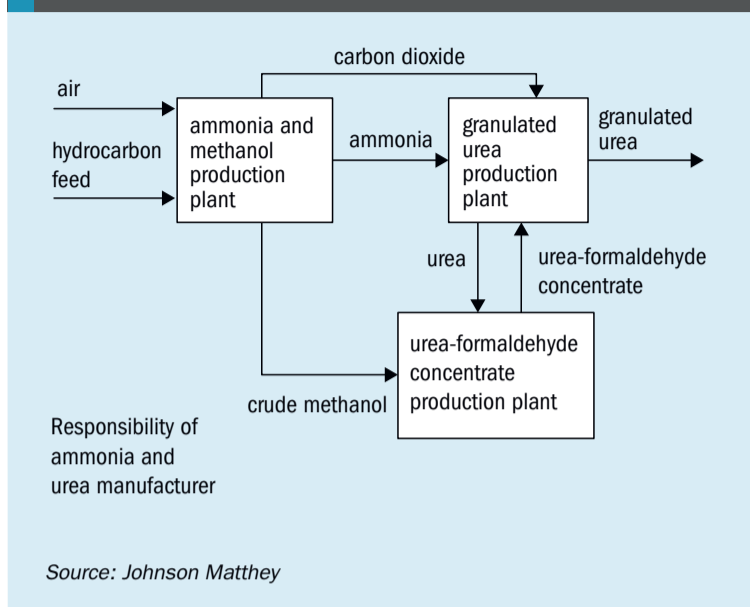 carbon dioxide
air
hydrocarbon
feed
ammonia and
methanol
production
plant
ammonia
granulated
urea
production
plant
granulated
urea
urea
urea-formaldehyde
concentrate
urea-formaldehyde
concentrate
production plant
crude methanol
Responsibility of
ammonia and
urea manufacturer
Source: Johnson Matthey